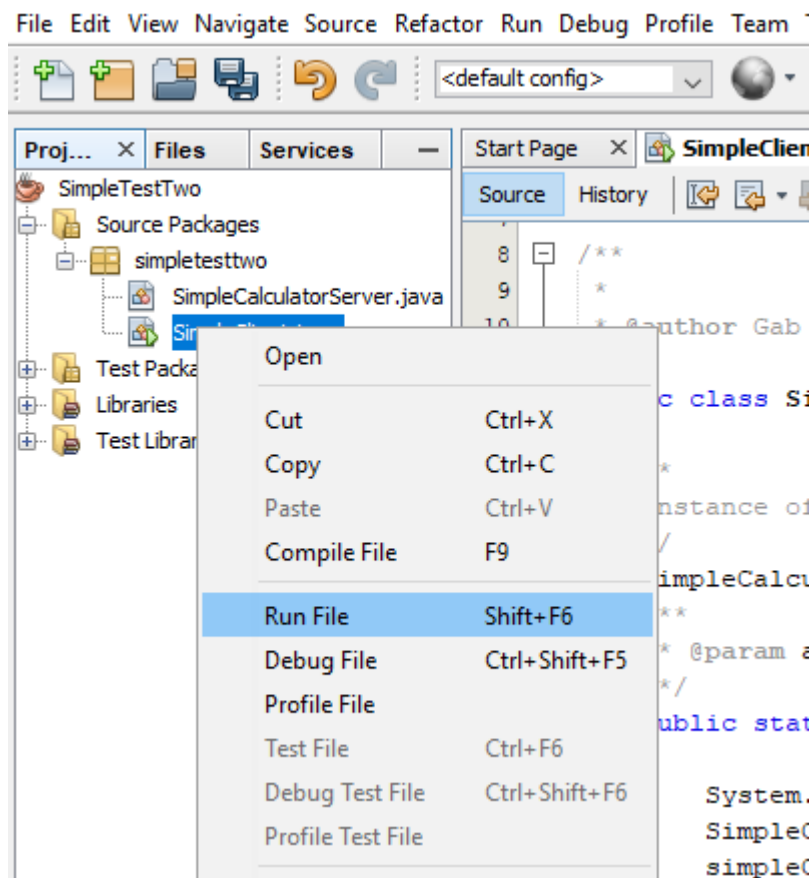 File Edit View Navigate Source Refactor Run Debug Profile Team
<default config>
Proj... Files Services
Start Page SimpleClien
SimpleTestTwo
Source History
Source Packages
simpletesttwo
SimpleCalculatorServer.java
Test Packa
Libraries
Test Librar
8 /**
9 *
10 * @author Gab
c class Si
*
nstance of
/
impleCalcu
**
* @param a
*/
ublic stat
System.
SimpleC
simpleC
Open
Cut Ctrl+X
Copy Ctrl+C
Paste Ctrl+V
Compile File F9
Run File Shift+F6
Debug File Ctrl+Shift+F5
Profile File
Test File Ctrl+F6
Debug Test File Ctrl+Shift+F6
Profile Test File